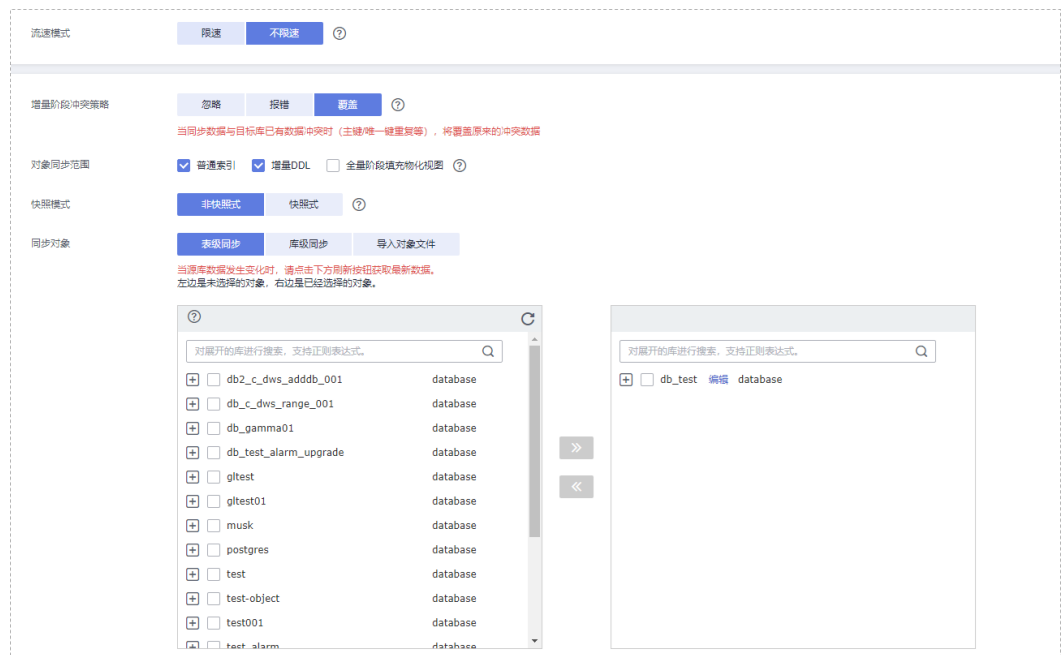 流速模式 限速 不限速
增量阶段冲突策略 忽略 报错 覆盖
当同步数据与目标库已有数据冲突时（主键/唯一键重复等），将覆盖原来的冲突数据
对象同步范围 普通索引 增量DDL 全量阶段填充物化视图
快照模式 非快照式 快照式
同步对象 表级同步 库级同步 导入对象文件
当源库数据发生变化时，请点击下方刷新按钮获取最新数据。
左边是未选择的对象，右边是已经选择的对象。
对展开的库进行搜索，支持正则表达式。
db2_c_dws_adddb_001 database
db_c_dws_range_001 database
db_gamma01 database
db_test_alarm_upgrade database
gltest database
gltest01 database
musk database
postgres database
test database
test-object database
test001 database
test_alarm database
对展开的库进行搜索，支持正则表达式。
db_test 编辑 database